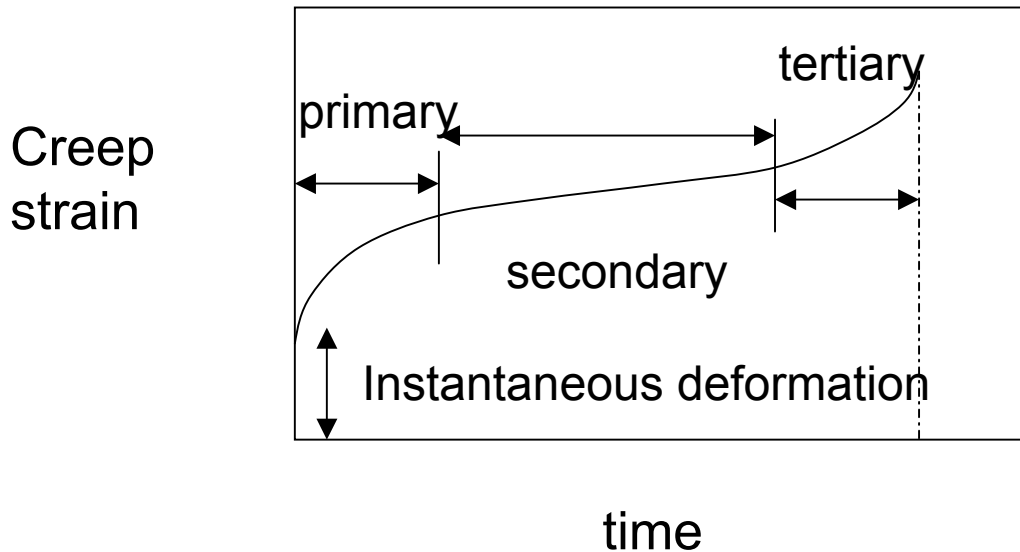 tertiary
primary
Creep
strain
secondary
Instantaneous deformation
time